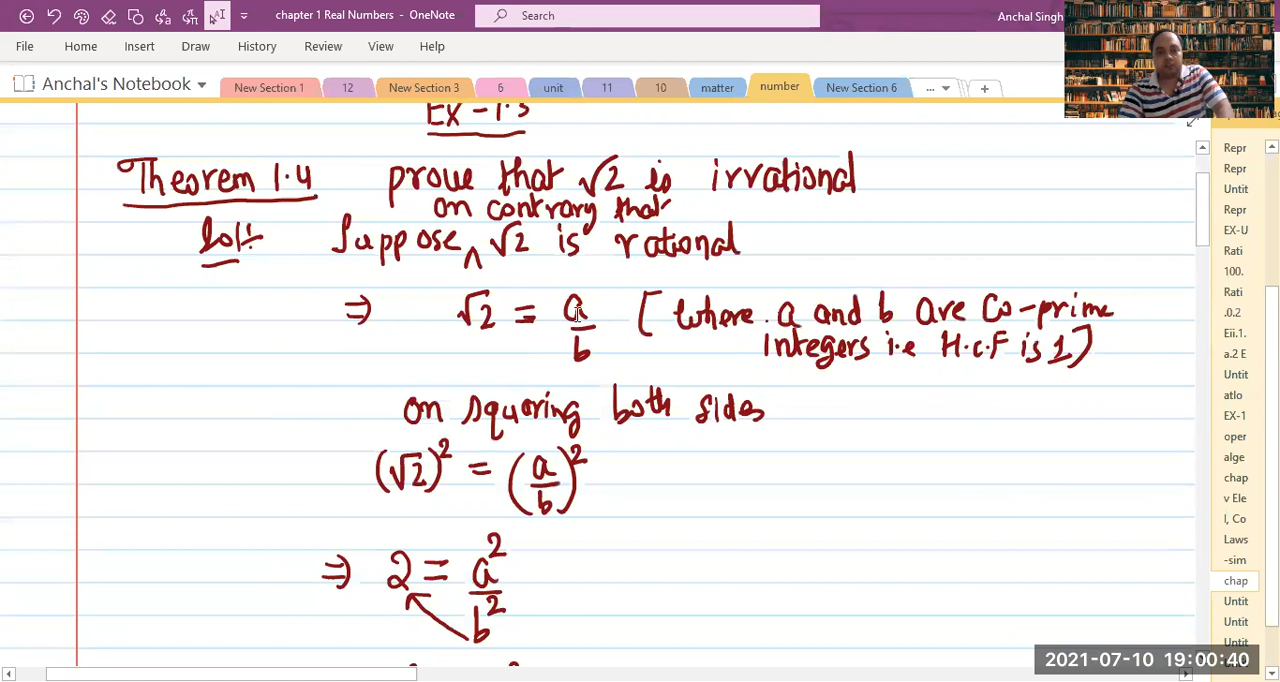 chapter 1 Real Numbers - OneNote
Search
Anchal Singh
File Home Insert Draw History Review View Help
Anchal's Notebook
New Section 1 12 New Section 3 6 unit 11 10 matter number New Section 6 ...
EX-1.3
Theorem 1.4 prove that √2 is irrational
on contrary that
Sol: Suppose ^ √2 is rational
⇒ √2 = a/b [where a and b are Co-prime
integers i.e H.C.F is 1]
on squaring both sides
(√2)² = (a/b)²
⇒ 2 = a²/b²
Repr
Repr
Untit
Repr
EX-U
Rati
100.
Rati
.0.2
Eii.1.
a.2 E
Untit
atlo
EX-1
oper
alge
chap
v Ele
l, Co
Laws
-sim
chap
Untit
Untit
Untit
2021-07-10 19:00:40